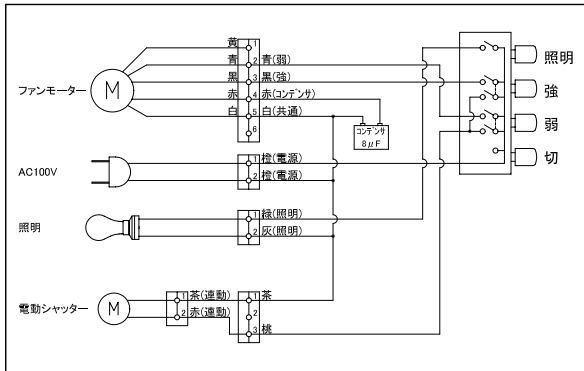 ファンモーター
M
黄
青
黒
赤
白
1
2
3
4
5
6
青(弱)
黒(強)
赤(コンデンサ)
白(共通)
コンデンサ
8μF
照明
強
弱
切
AC100V
1
2
橙(電源)
橙(電源)
照明
1
2
緑(照明)
灰(照明)
電動シャッター
M
1
2
茶(連動)
赤(連動)
1
2
3
茶
桃